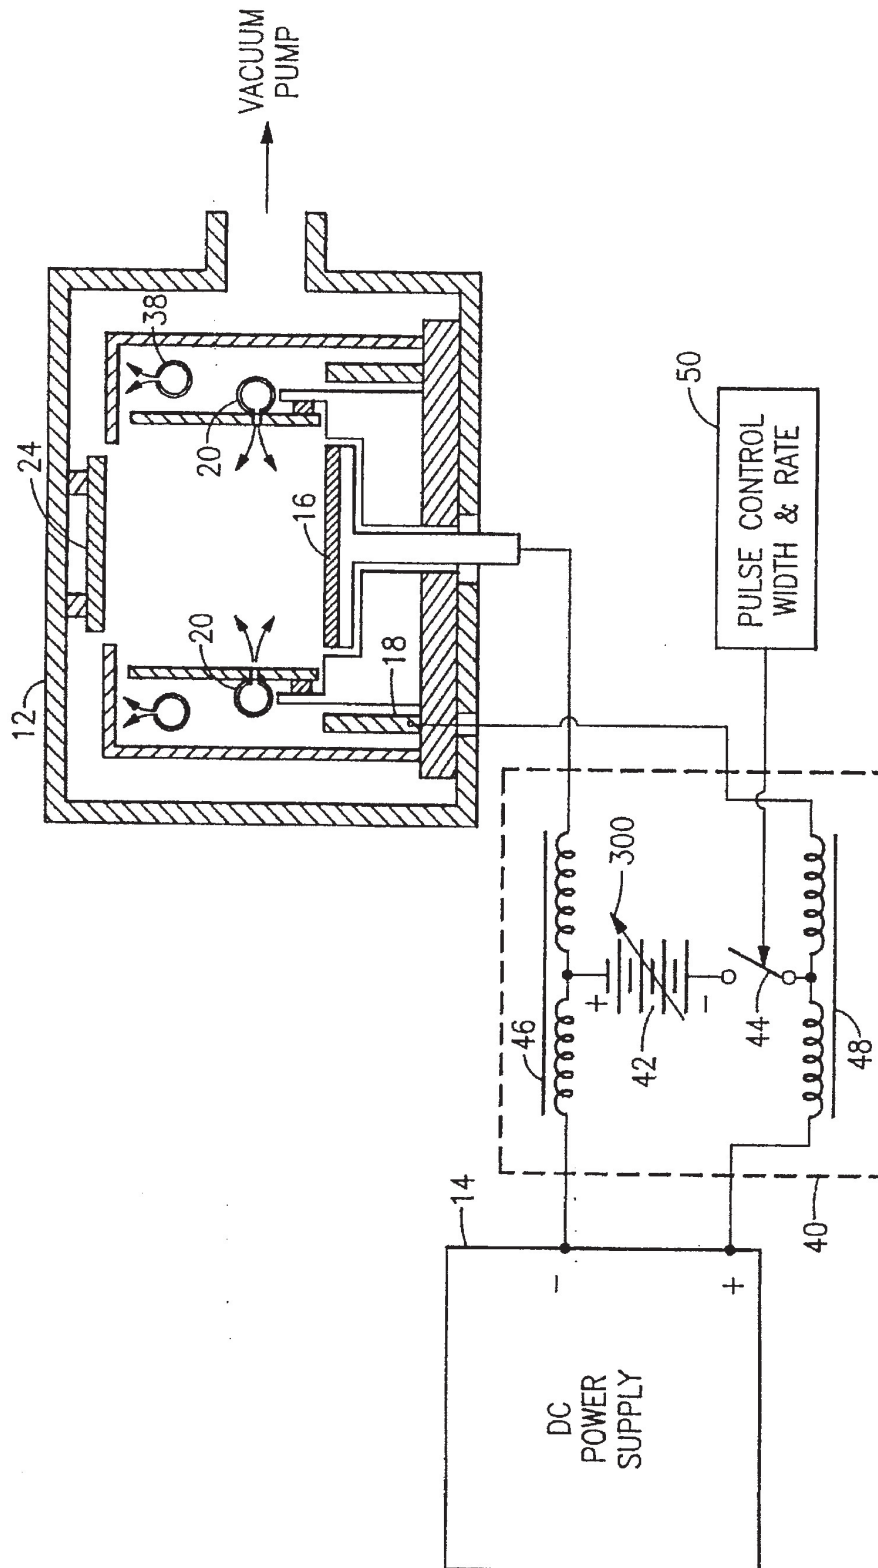 VACUUM
PUMP
12
24
38
20
20
16
18
50
PULSE CONTROL
WIDTH & RATE
46
300
+
42
-
44
48
40
14
-
+
DC
POWER
SUPPLY